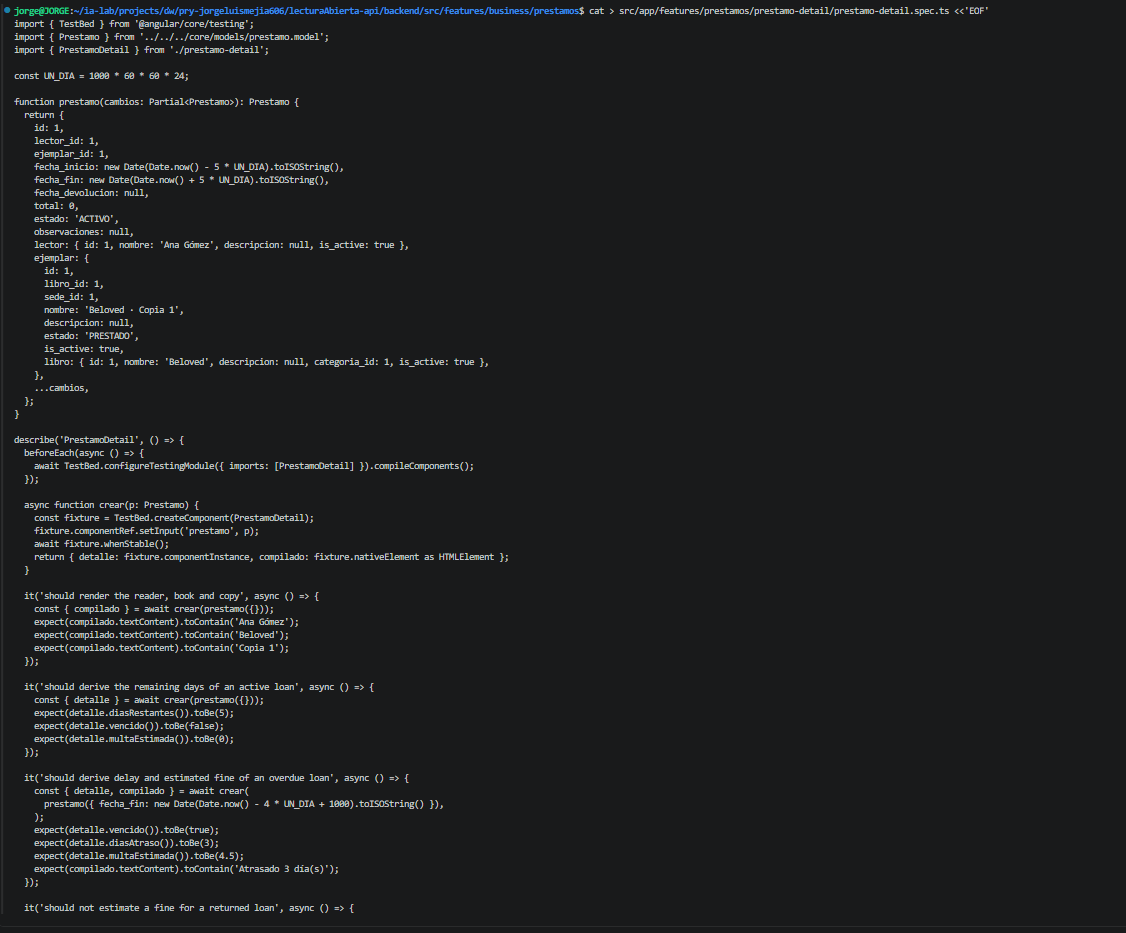 jorge@JORGE:~/ia-lab/projects/dw/pry-jorgeluismejia606/lecturaAbierta-api/backend/src/features/business/prestamos$ cat > src/app/features/prestamos/prestamo-detail/prestamo-detail.spec.ts <<'EOF'
import { TestBed } from '@angular/core/testing';
import { Prestamo } from '../../../core/models/prestamo.model';
import { PrestamoDetail } from './prestamo-detail';

const UN_DIA = 1000 * 60 * 60 * 24;

function prestamo(cambios: Partial<Prestamo>): Prestamo {
  return {
    id: 1,
    lector_id: 1,
    ejemplar_id: 1,
    fecha_inicio: new Date(Date.now() - 5 * UN_DIA).toISOString(),
    fecha_fin: new Date(Date.now() + 5 * UN_DIA).toISOString(),
    fecha_devolucion: null,
    total: 0,
    estado: 'ACTIVO',
    observaciones: null,
    lector: { id: 1, nombre: 'Ana Gómez', descripcion: null, is_active: true },
    ejemplar: {
      id: 1,
      libro_id: 1,
      sede_id: 1,
      nombre: 'Beloved · Copia 1',
      descripcion: null,
      estado: 'PRESTADO',
      is_active: true,
      libro: { id: 1, nombre: 'Beloved', descripcion: null, categoria_id: 1, is_active: true },
    },
    ...cambios,
  };
}

describe('PrestamoDetail', () => {
  beforeEach(async () => {
    await TestBed.configureTestingModule({ imports: [PrestamoDetail] }).compileComponents();
  });

  async function crear(p: Prestamo) {
    const fixture = TestBed.createComponent(PrestamoDetail);
    fixture.componentRef.setInput('prestamo', p);
    await fixture.whenStable();
    return { detalle: fixture.componentInstance, compilado: fixture.nativeElement as HTMLElement };
  }

  it('should render the reader, book and copy', async () => {
    const { compilado } = await crear(prestamo({}));
    expect(compilado.textContent).toContain('Ana Gómez');
    expect(compilado.textContent).toContain('Beloved');
    expect(compilado.textContent).toContain('Copia 1');
  });

  it('should derive the remaining days of an active loan', async () => {
    const { detalle } = await crear(prestamo({}));
    expect(detalle.diasRestantes()).toBe(5);
    expect(detalle.vencido()).toBe(false);
    expect(detalle.multaEstimada()).toBe(0);
  });

  it('should derive delay and estimated fine of an overdue loan', async () => {
    const { detalle, compilado } = await crear(
      prestamo({ fecha_fin: new Date(Date.now() - 4 * UN_DIA + 1000).toISOString() }),
    );
    expect(detalle.vencido()).toBe(true);
    expect(detalle.diasAtraso()).toBe(3);
    expect(detalle.multaEstimada()).toBe(4.5);
    expect(compilado.textContent).toContain('Atrasado 3 día(s)');
  });

  it('should not estimate a fine for a returned loan', async () => {